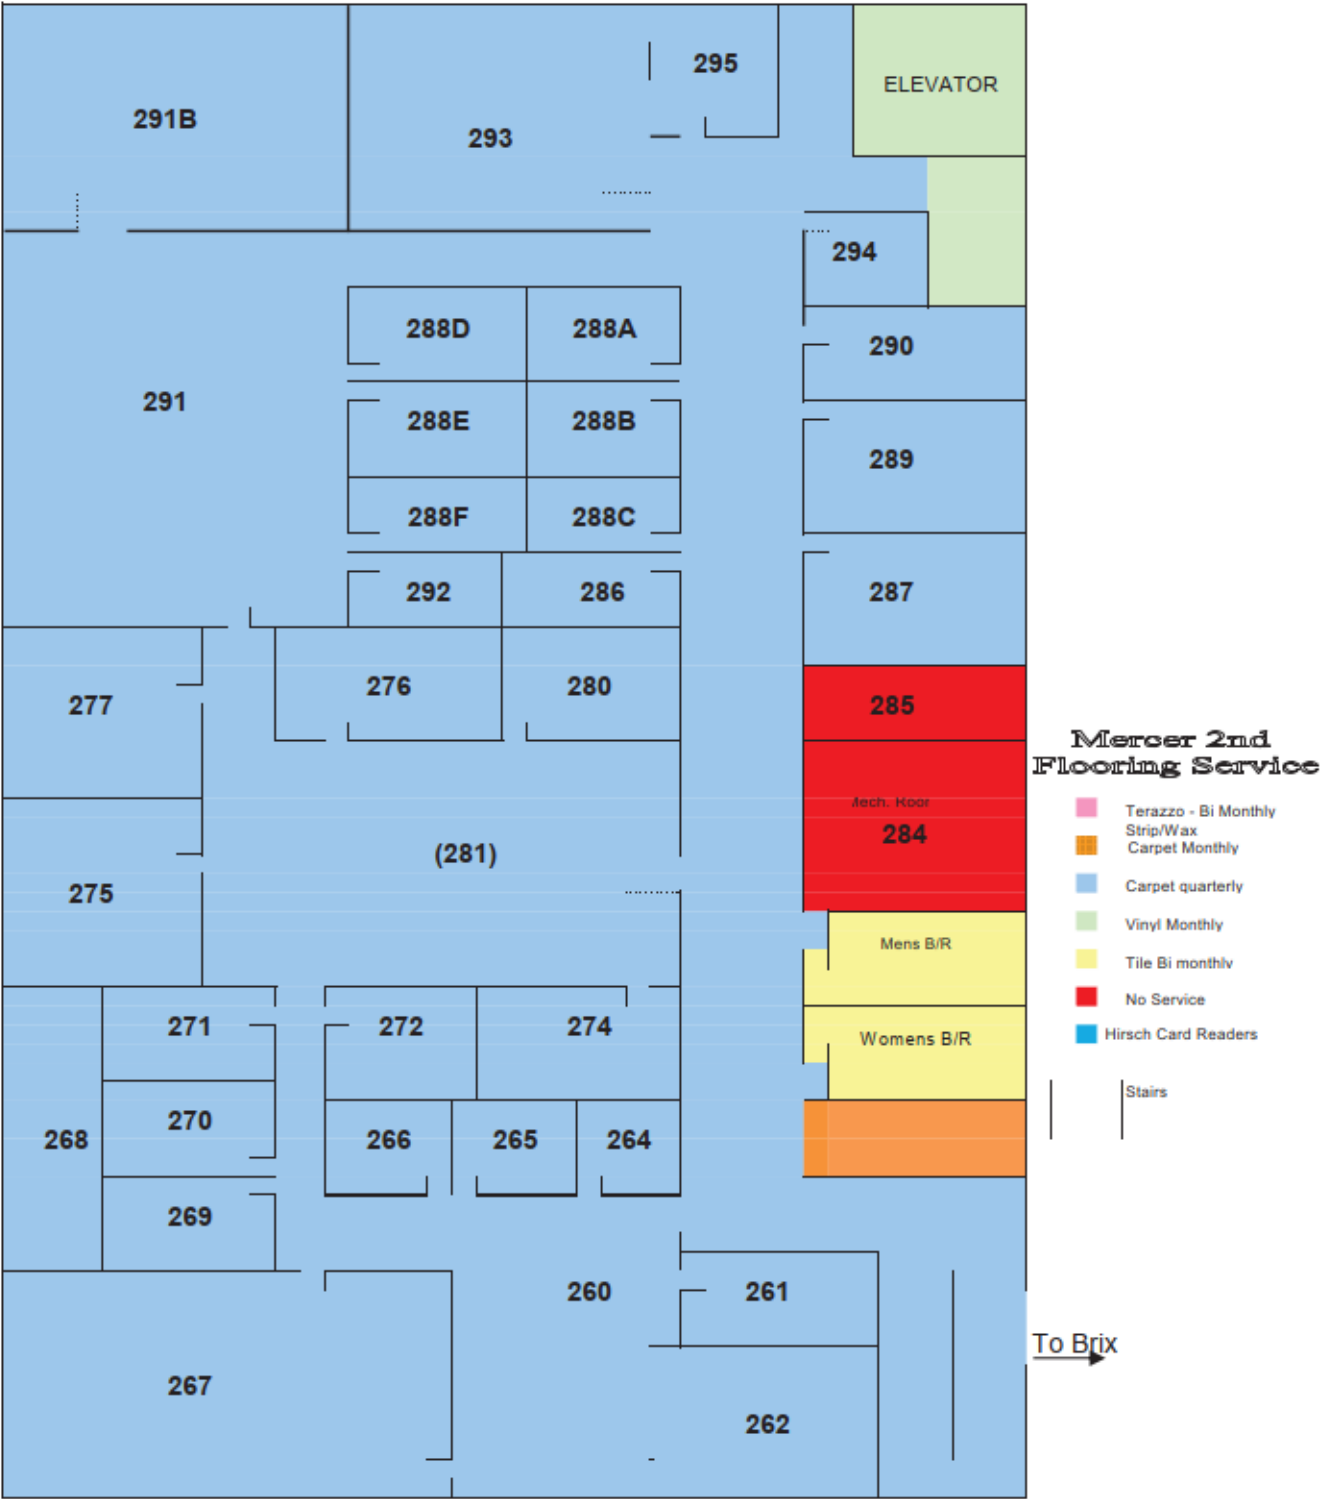 295
ELEVATOR
291B
293
294
288D
288A
290
291
288E
288B
289
288F
288C
292
286
287
276
280
277
285
Mercer 2nd
Flooring Service
Terazzo - Bi Monthly
Strip/Wax
Carpet Monthly
Carpet quarterly
Vinyl Monthly
Tile Bi monthly
No Service
Hirsch Card Readers
Stairs
Mech. Roor
284
(281)
275
Mens B/R
271
272
274
Womens B/R
270
268
266
265
264
269
260
261
To Brix
267
262